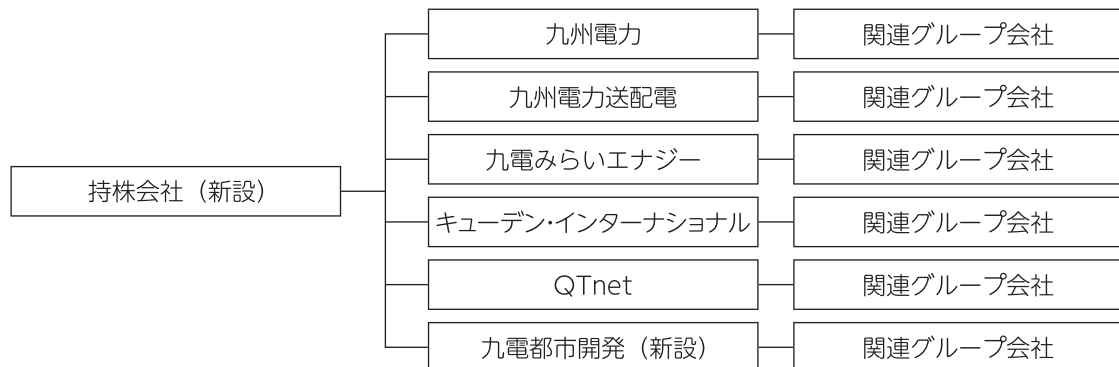 九州電力
関連グループ会社
九州電力送配電
関連グループ会社
九電みらいエナジー
関連グループ会社
持株会社（新設）
キューデン・インターナショナル
関連グループ会社
QTnet
関連グループ会社
九電都市開発（新設）
関連グループ会社